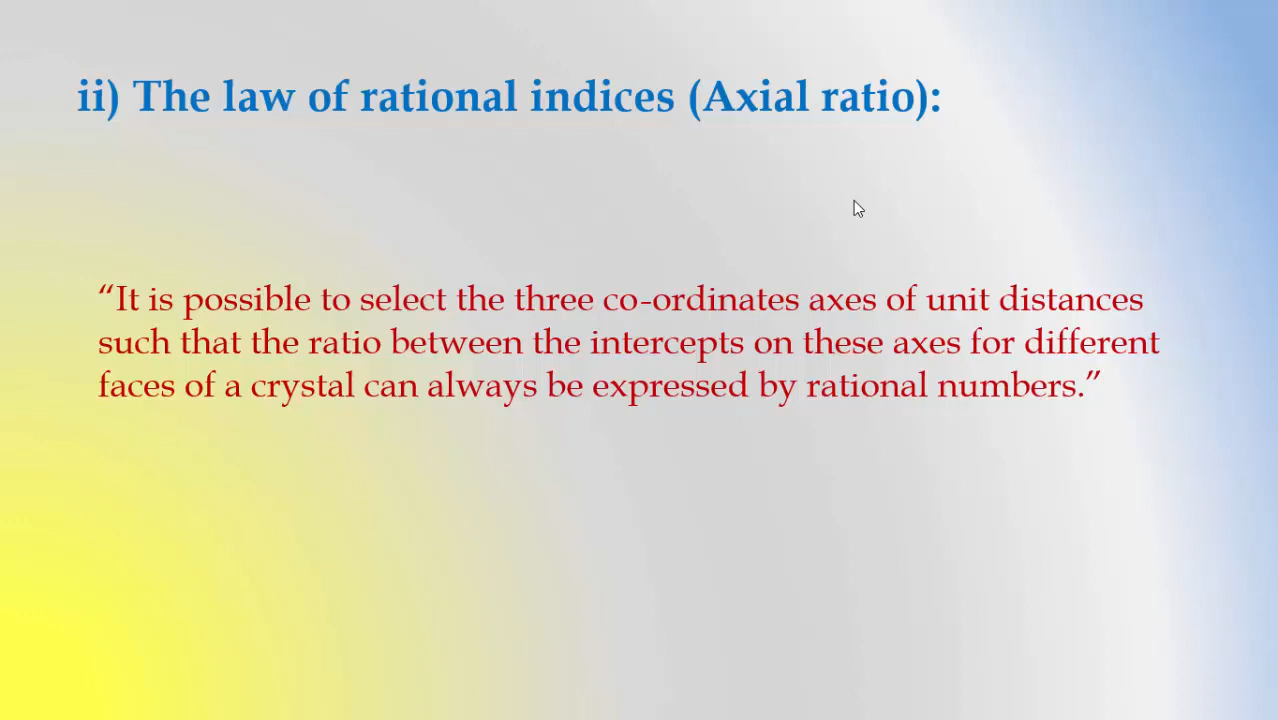 ii) The law of rational indices (Axial ratio):
“It is possible to select the three co-ordinates axes of unit distances
such that the ratio between the intercepts on these axes for different
faces of a crystal can always be expressed by rational numbers.”